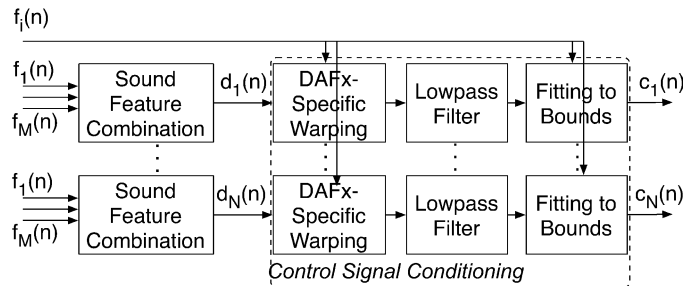 fᵢ(n)
f₁(n)
f_M(n)
Sound
Feature
Combination
d₁(n)
DAFx-
Specific
Warping
Lowpass
Filter
Fitting to
Bounds
c₁(n)
f₁(n)
f_M(n)
Sound
Feature
Combination
d_N(n)
DAFx-
Specific
Warping
Lowpass
Filter
Fitting to
Bounds
c_N(n)
Control Signal Conditioning